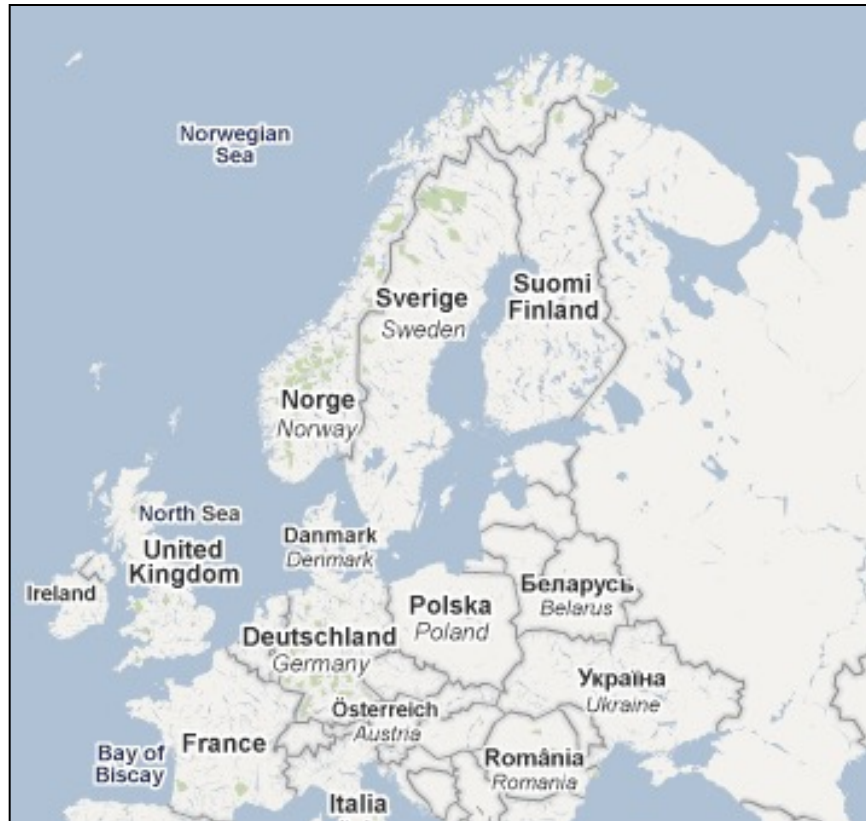 Norwegian
Sea
Suomi
Finland
Sverige
Sweden
Norge
Norway
North Sea
Danmark
Denmark
United
Kingdom
Ireland
Беларусь
Belarus
Polska
Poland
Deutschland
Germany
Україна
Ukraine
Österreich
Austria
France
Bay of
Biscay
România
Romania
Italia